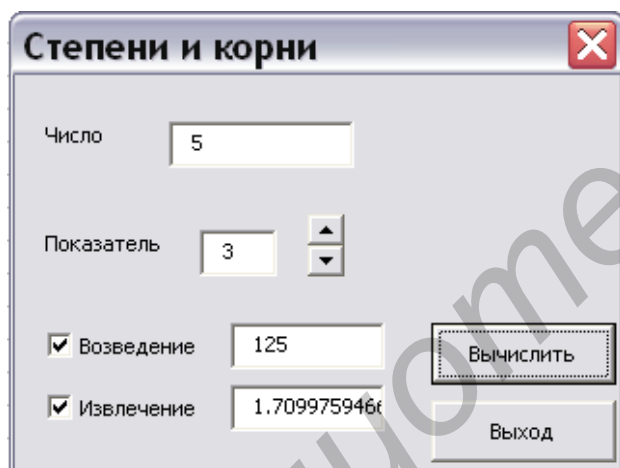 Степени и корни
Число 5
Показатель 3
Возведение 125
Вычислить
Извлечение 1.709975946
Выход